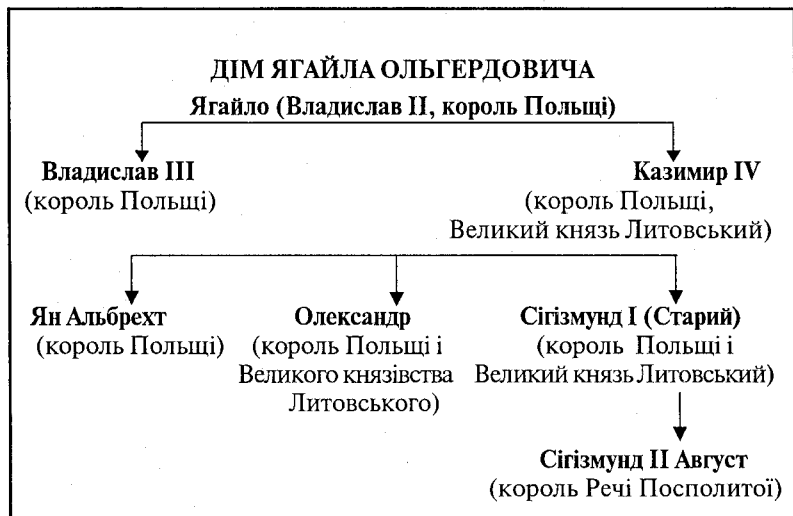 ДІМ ЯГАЙЛА ОЛЬГЕРДОВИЧА
Ягайло (Владислав II, король Польщі)
Владислав III
(король Польщі)
Казимир IV
(король Польщі,
Великий князь Литовський)
Ян Альбрехт
(король Польщі)
Олександр
(король Польщі і
Великого князівства
Литовського)
Сігізмунд I (Старий)
(король Польщі і
Великий князь Литовський)
Сігізмунд II Август
(король Речі Посполитої)